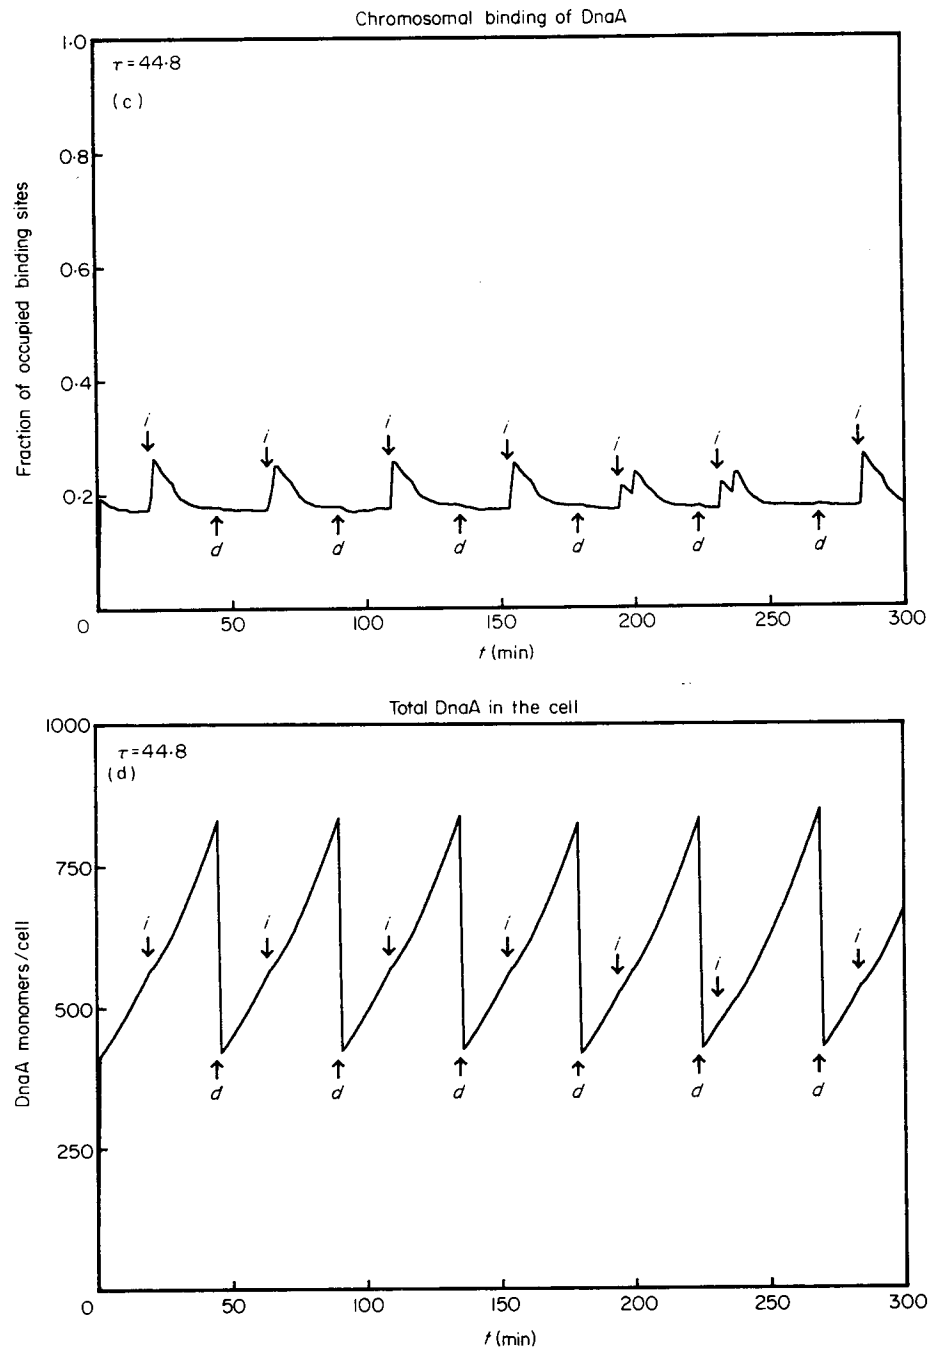 Chromosomal binding of DnaA
1·0
τ=44·8
(c)
0·8
0·6
0·4
0·2
0
Fraction of occupied binding sites
i
i
i
i
i
i
i
d
d
d
d
d
d
50
100
150
200
250
300
t (min)
Total DnaA in the cell
1000
τ=44·8
(d)
750
500
250
0
DnaA monomers/cell
i
i
i
i
i
i
i
d
d
d
d
d
d
50
100
150
200
250
300
t (min)